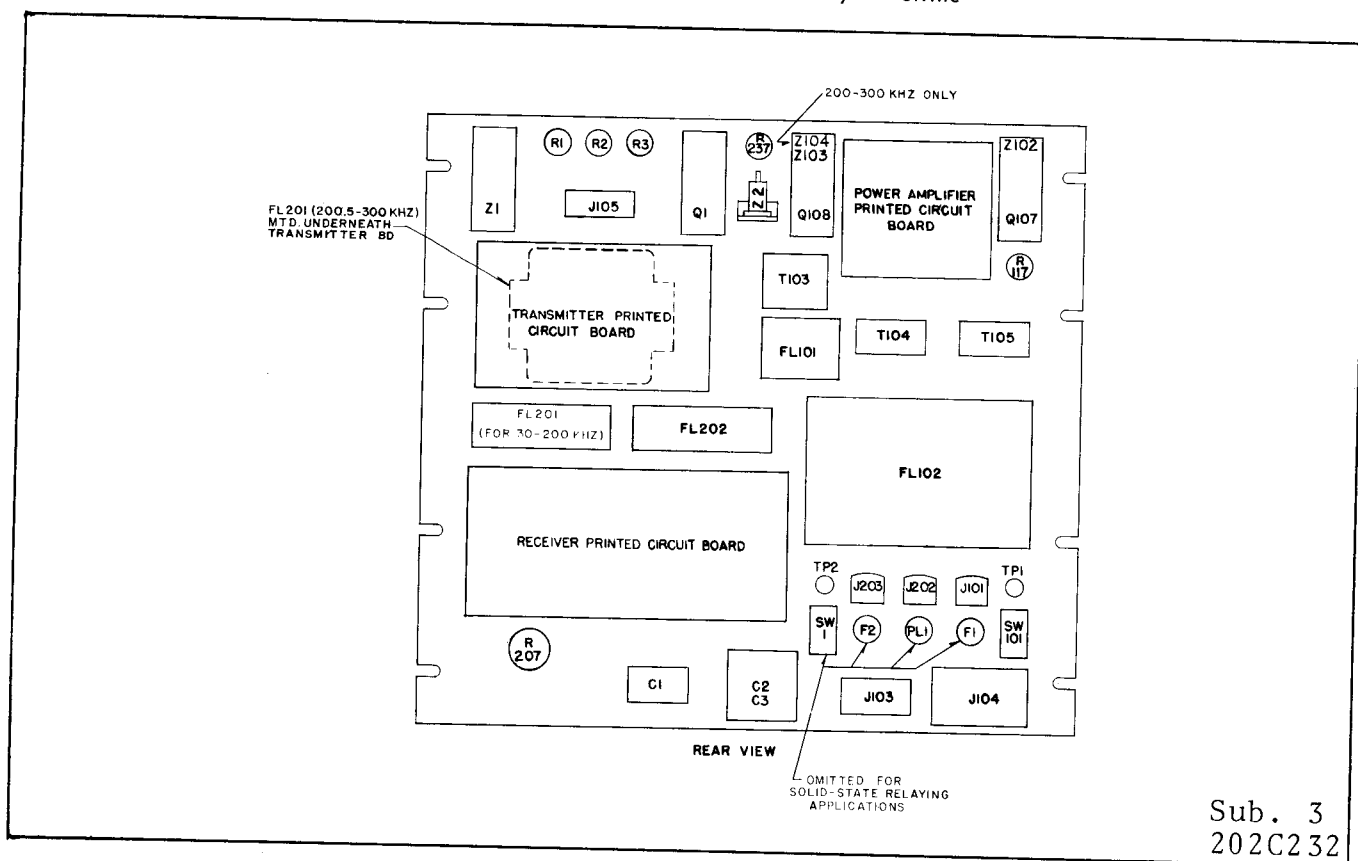 200-300 KHZ ONLY
R1
R2
R3
R
237
Z104
Z103
Z102
Z1
J105
Q1
Z2
Q108
POWER AMPLIFIER
PRINTED CIRCUIT
BOARD
Q107
R
117
FL201 (200.5-300 KHZ)
MTD. UNDERNEATH
TRANSMITTER BD
TRANSMITTER PRINTED
CIRCUIT BOARD
T103
FL101
T104
T105
FL201
(FOR 30-200 KHZ)
FL202
FL102
RECEIVER PRINTED CIRCUIT BOARD
TP2
J203
J202
J101
TP1
SW
1
F2
PL1
F1
SW
101
R
207
C1
C2
C3
J103
J104
REAR VIEW
OMITTED FOR
SOLID-STATE RELAYING
APPLICATIONS
Sub. 3
202C232